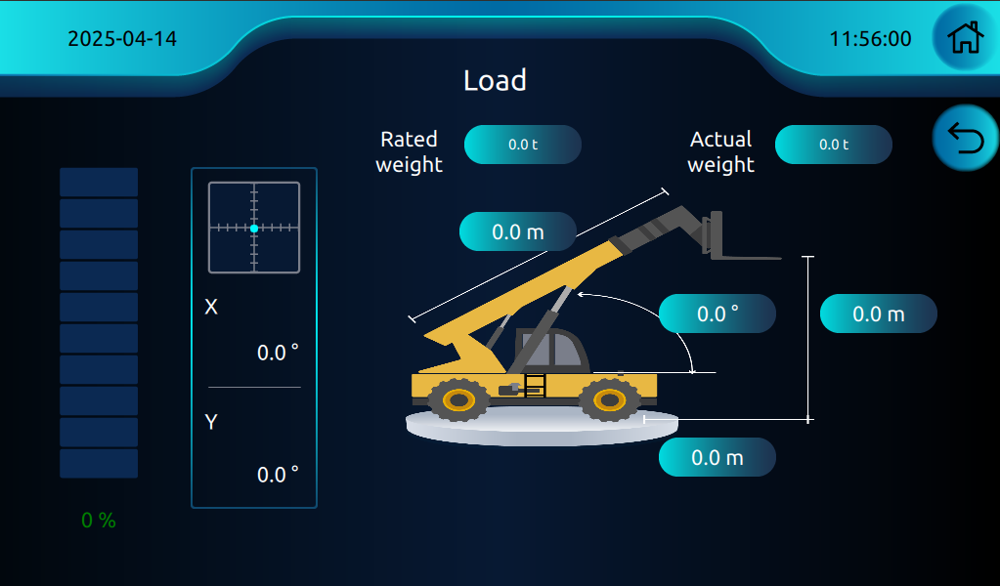 2025-04-14
11:56:00
Load
Rated
weight
0.0 t
Actual
weight
0.0 t
0.0 m
X
0.0 °
0.0 °
0.0 m
Y
0.0 °
0.0 m
0 %